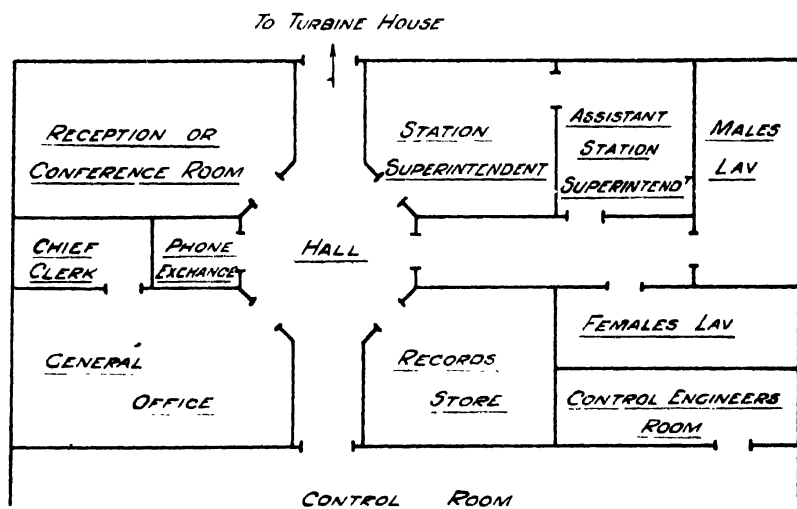 TO TURBINE HOUSE
RECEPTION OR
CONFERENCE ROOM
STATION
SUPERINTENDENT
ASSISTANT
STATION
SUPERINTENDT
MALES
LAV
CHIEF
CLERK
PHONE
EXCHANGE
HALL
GENERAL
OFFICE
RECORDS
STORE
FEMALES LAV
CONTROL ENGINEERS
ROOM
CONTROL ROOM